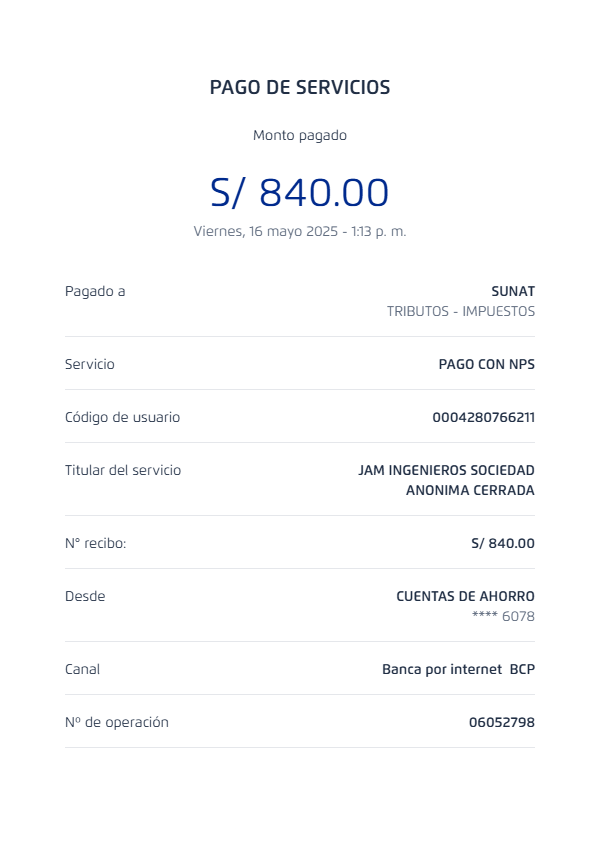 PAGO DE SERVICIOS
Monto pagado
S/ 840.00
Viernes, 16 mayo 2025 - 1:13 p. m.
Pagado a SUNAT
TRIBUTOS - IMPUESTOS
Servicio PAGO CON NPS
Código de usuario 0004280766211
Titular del servicio JAM INGENIEROS SOCIEDAD
ANONIMA CERRADA
N° recibo: S/ 840.00
Desde CUENTAS DE AHORRO
**** 6078
Canal Banca por internet  BCP
Nº de operación 06052798